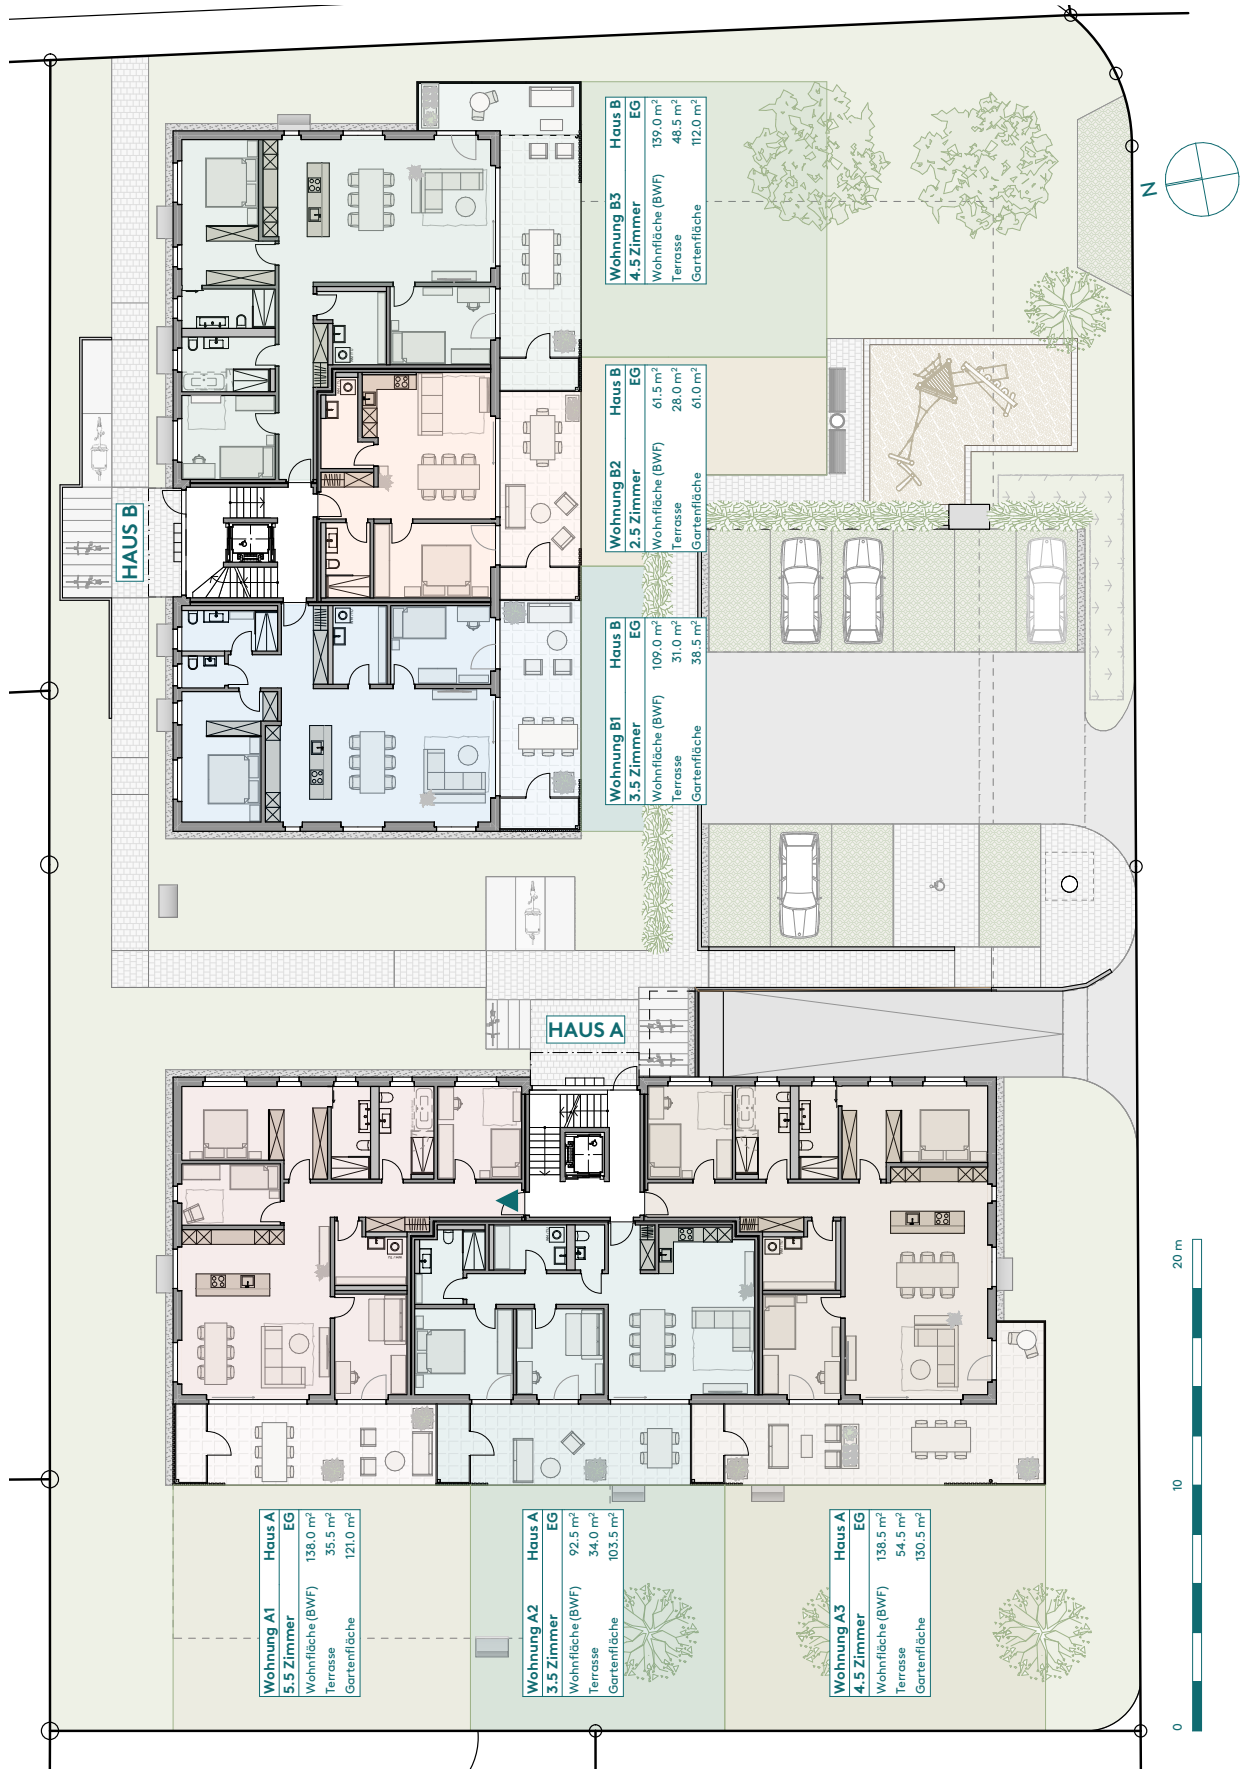 N
Wohnung B3 Haus B
4.5 Zimmer EG
Wohnfläche (BWF) 139.0 m²
Terrasse 48.5 m²
Gartenfläche 112.0 m²
Wohnung B2 Haus B
2.5 Zimmer EG
Wohnfläche (BWF) 61.5 m²
Terrasse 28.0 m²
Gartenfläche 61.0 m²
HAUS B
Wohnung B1 Haus B
3.5 Zimmer EG
Wohnfläche (BWF) 109.0 m²
Terrasse 31.0 m²
Gartenfläche 38.5 m²
HAUS A
Wohnung A1 Haus A
5.5 Zimmer EG
Wohnfläche (BWF) 138.0 m²
Terrasse 35.5 m²
Gartenfläche 121.0 m²
Wohnung A2 Haus A
3.5 Zimmer EG
Wohnfläche (BWF) 92.5 m²
Terrasse 34.0 m²
Gartenfläche 103.5 m²
Wohnung A3 Haus A
4.5 Zimmer EG
Wohnfläche (BWF) 138.5 m²
Terrasse 54.5 m²
Gartenfläche 130.5 m²
0 10 20 m